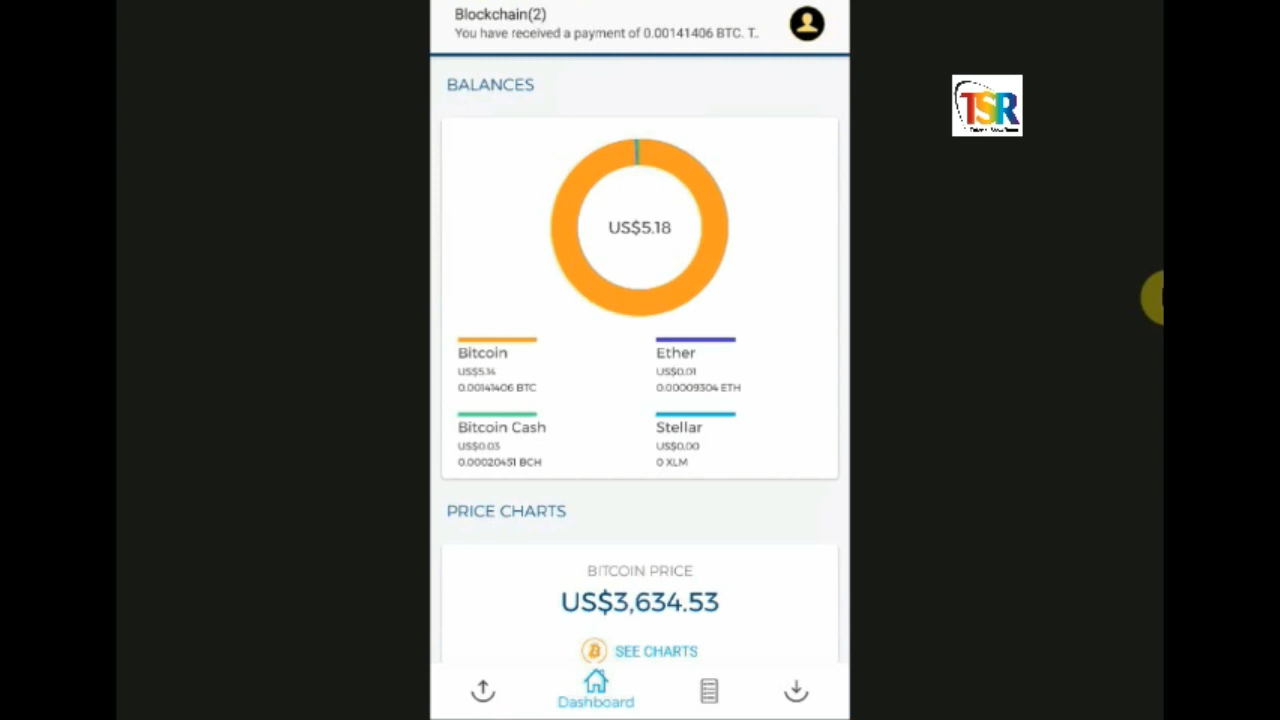 Blockchain(2)
You have received a payment of 0.00141406 BTC. T..
BALANCES
TSR
US$5.18
Bitcoin
US$5.14
0.00141406 BTC
Ether
US$0.01
0.00009304 ETH
Bitcoin Cash
US$0.03
0.00020451 BCH
Stellar
US$0.00
0 XLM
PRICE CHARTS
BITCOIN PRICE
US$3,634.53
SEE CHARTS
Dashboard